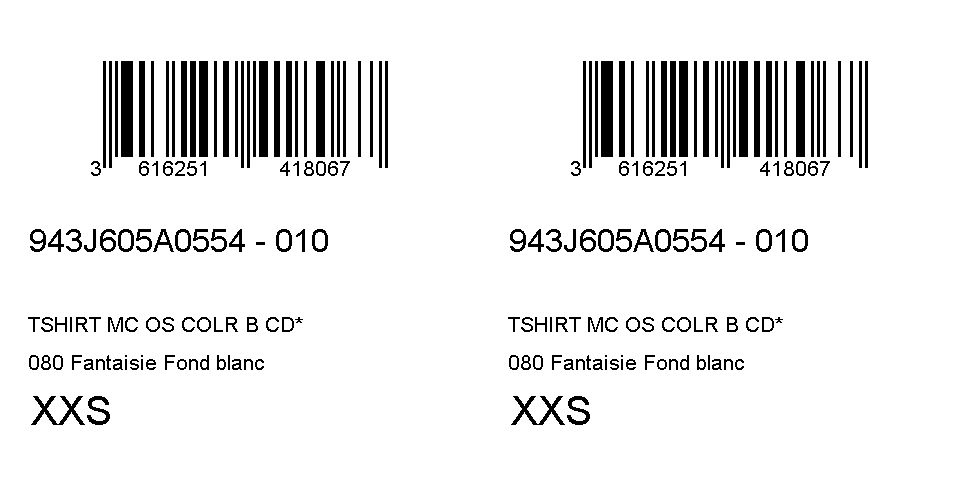 3 616251 418067
943J605A0554 - 010
TSHIRT MC OS COLR B CD*
080 Fantaisie Fond blanc
XXS
3 616251 418067
943J605A0554 - 010
TSHIRT MC OS COLR B CD*
080 Fantaisie Fond blanc
XXS